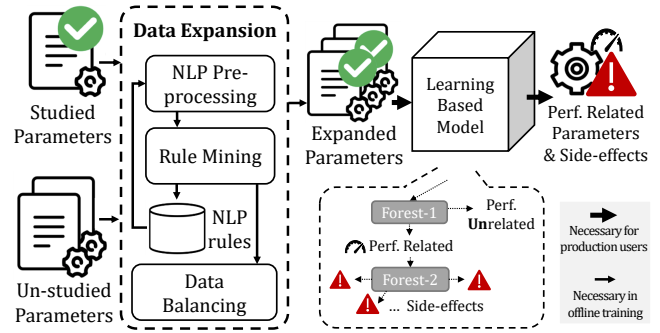 Studied
Parameters
Un-studied
Parameters
Data Expansion
NLP Pre-
processing
Rule Mining
NLP
rules
Data
Balancing
Expanded
Parameters
Learning
Based
Model
Perf. Related
Parameters
& Side-effects
Forest-1
Perf.
Unrelated
Perf. Related
Forest-2
... Side-effects
Necessary for
production users
Necessary in
offline training